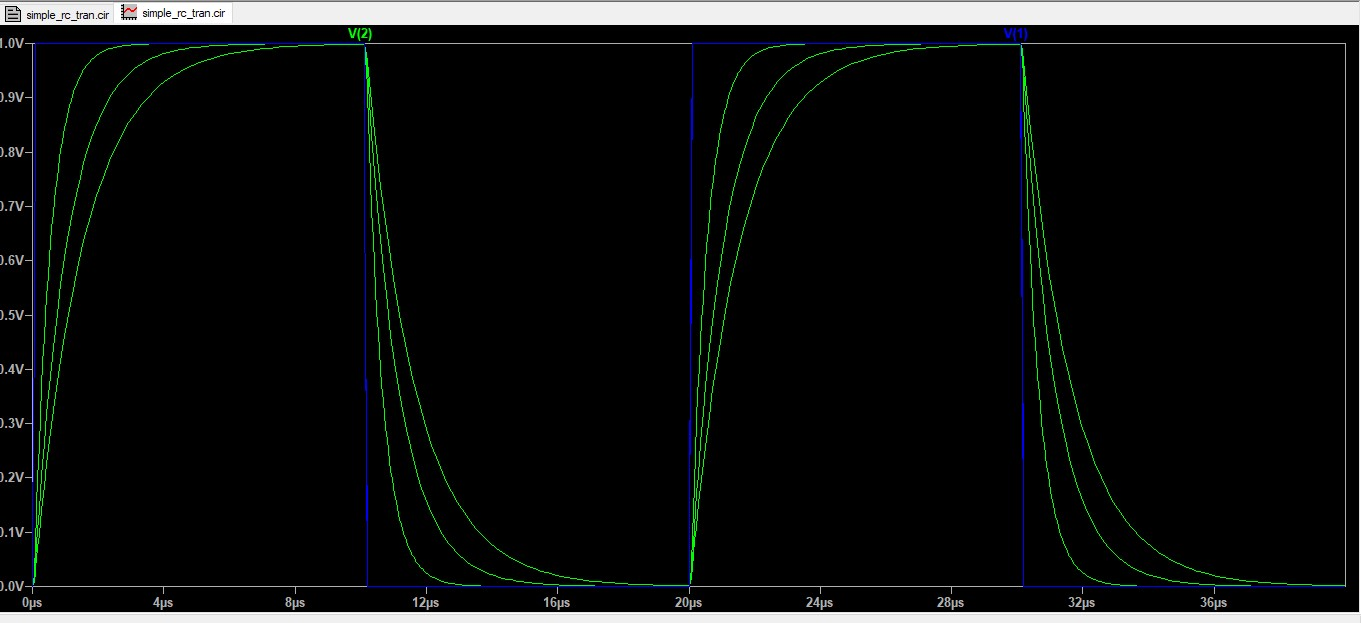 simple_rc_tran.cir simple_rc_tran.cir
V(2) V(1)
1.0V
0.9V
0.8V
0.7V
0.6V
0.5V
0.4V
0.3V
0.2V
0.1V
0.0V
0µs 4µs 8µs 12µs 16µs 20µs 24µs 28µs 32µs 36µs